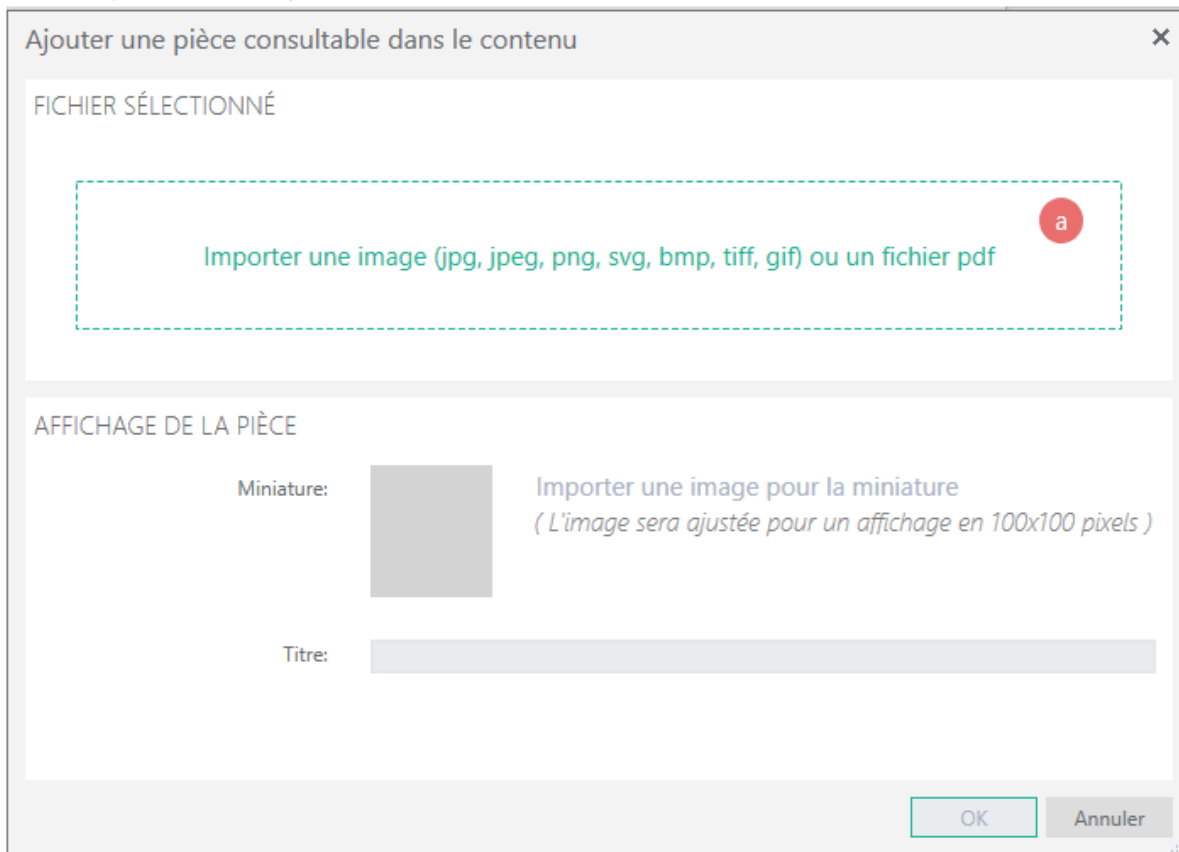 Ajouter une pièce consultable dans le contenu
FICHIER SÉLECTIONNÉ
a
Importer une image (jpg, jpeg, png, svg, bmp, tiff, gif) ou un fichier pdf
AFFICHAGE DE LA PIÈCE
Miniature:
Importer une image pour la miniature
( L'image sera ajustée pour un affichage en 100x100 pixels )
Titre:
OK
Annuler